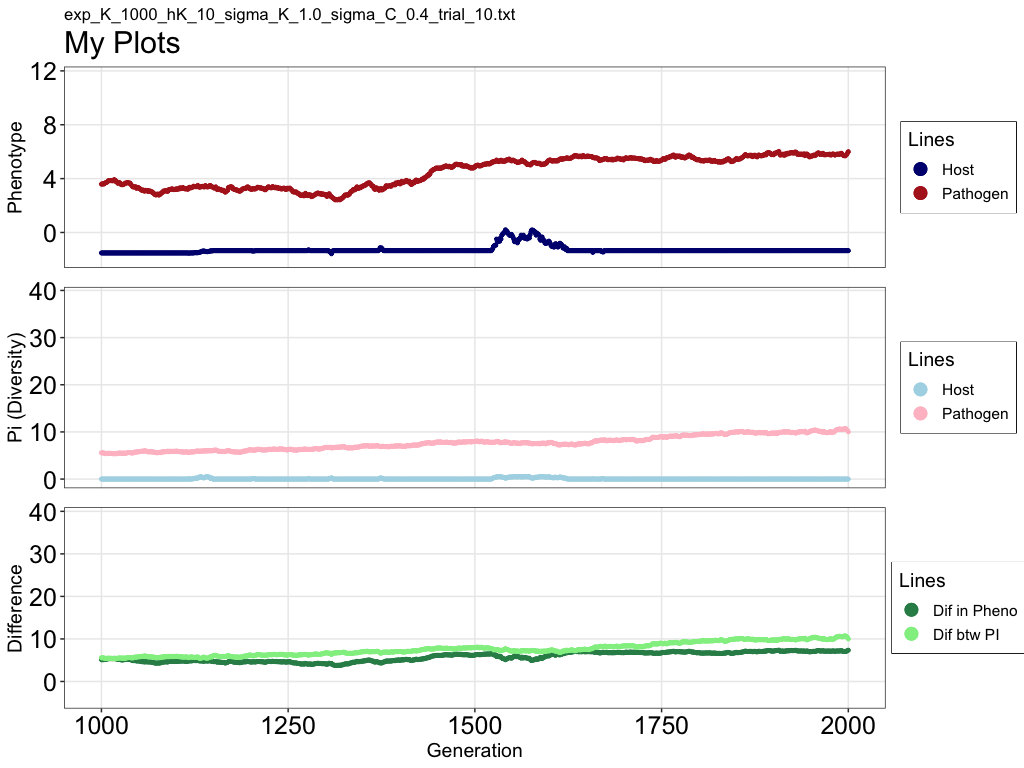 exp_K_1000_hK_10_sigma_K_1.0_sigma_C_0.4_trial_10.txt
My Plots
12
8
4
0
Phenotype
Lines
Host
Pathogen
40
30
20
10
0
Pi (Diversity)
Lines
Host
Pathogen
40
30
20
10
0
Difference
Lines
Dif in Pheno
Dif btw PI
1000 1250 1500 1750 2000
Generation